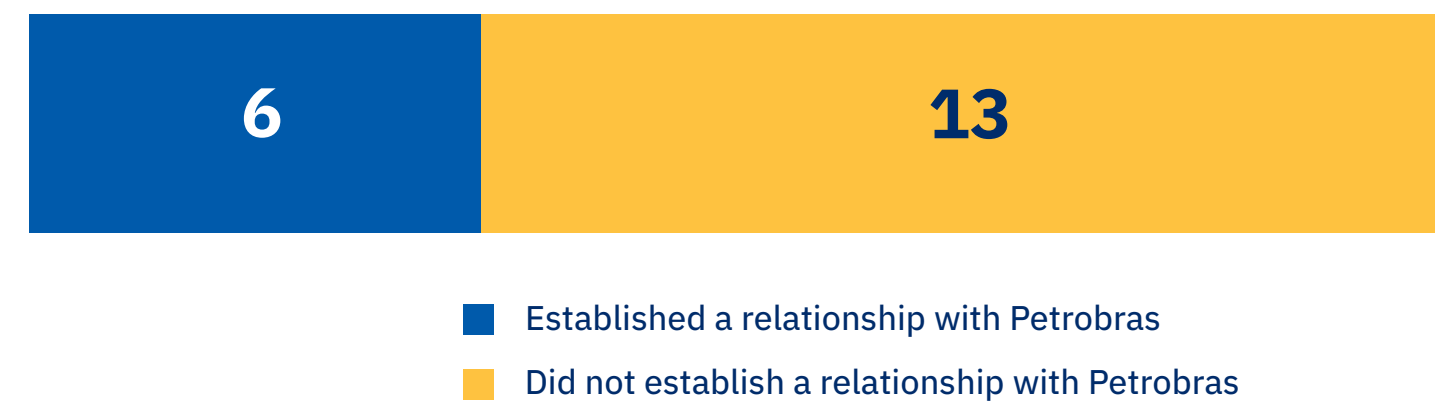 6
13
Established a relationship with Petrobras
Did not establish a relationship with Petrobras